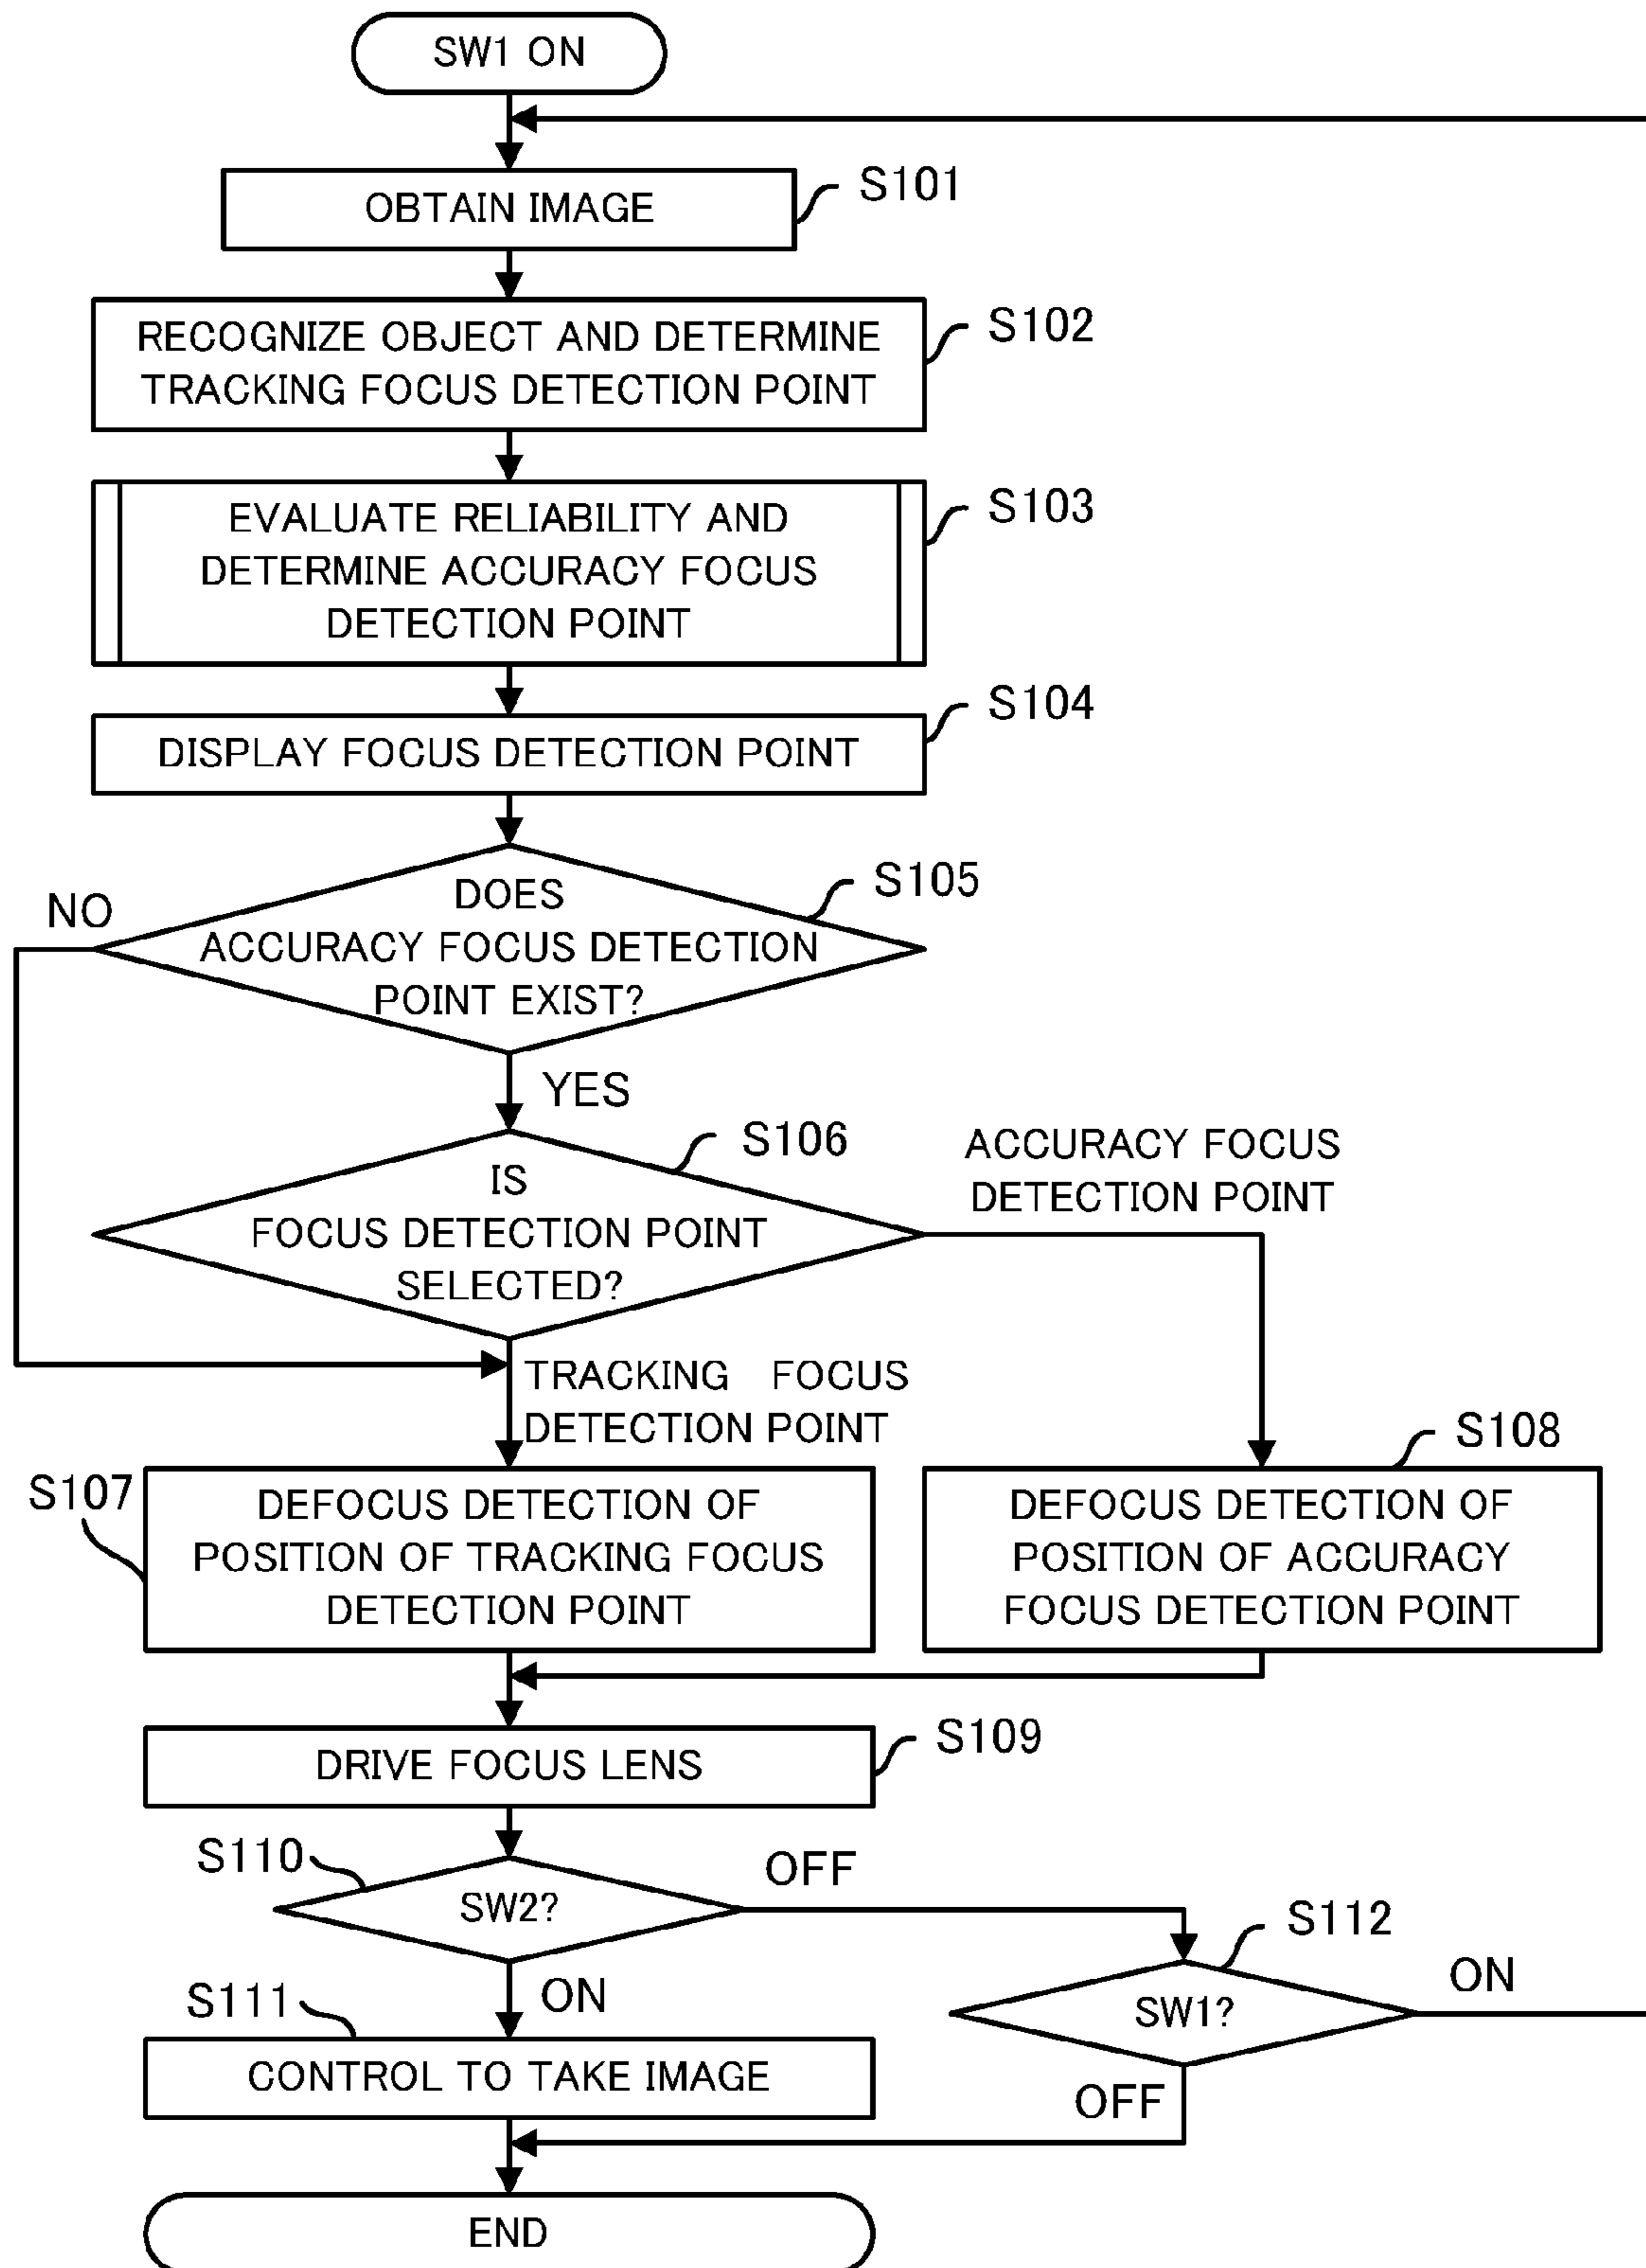 SW1 ON
OBTAIN IMAGE
S101
RECOGNIZE OBJECT AND DETERMINE
TRACKING FOCUS DETECTION POINT
S102
EVALUATE RELIABILITY AND
DETERMINE ACCURACY FOCUS
DETECTION POINT
S103
DISPLAY FOCUS DETECTION POINT
S104
DOES
ACCURACY FOCUS DETECTION
POINT EXIST?
S105
NO
YES
IS
FOCUS DETECTION POINT
SELECTED?
S106
ACCURACY FOCUS
DETECTION POINT
TRACKING FOCUS
DETECTION POINT
S107
DEFOCUS DETECTION OF
POSITION OF TRACKING FOCUS
DETECTION POINT
S108
DEFOCUS DETECTION OF
POSITION OF ACCURACY
FOCUS DETECTION POINT
DRIVE FOCUS LENS
S109
S110
SW2?
OFF
ON
S112
SW1?
ON
OFF
S111
CONTROL TO TAKE IMAGE
END